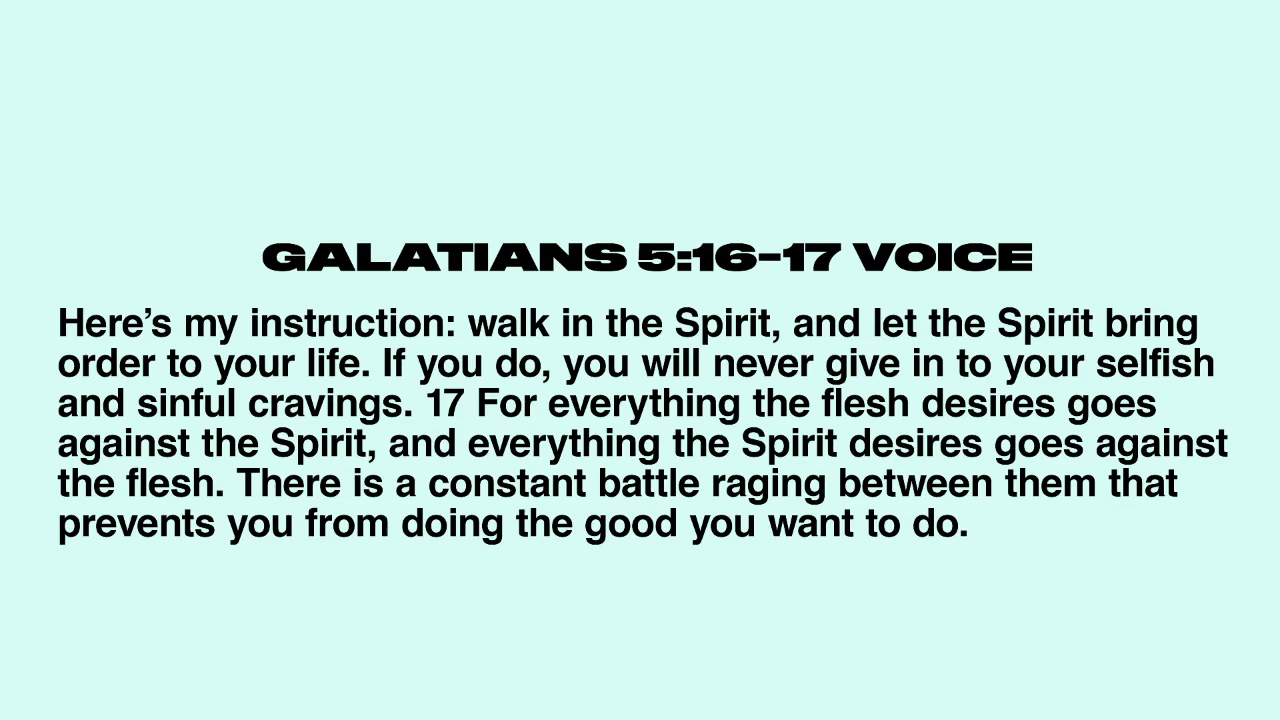 GALATIANS 5:16-17 VOICE
Here’s my instruction: walk in the Spirit, and let the Spirit bring
order to your life. If you do, you will never give in to your selfish
and sinful cravings. 17 For everything the flesh desires goes
against the Spirit, and everything the Spirit desires goes against
the flesh. There is a constant battle raging between them that
prevents you from doing the good you want to do.